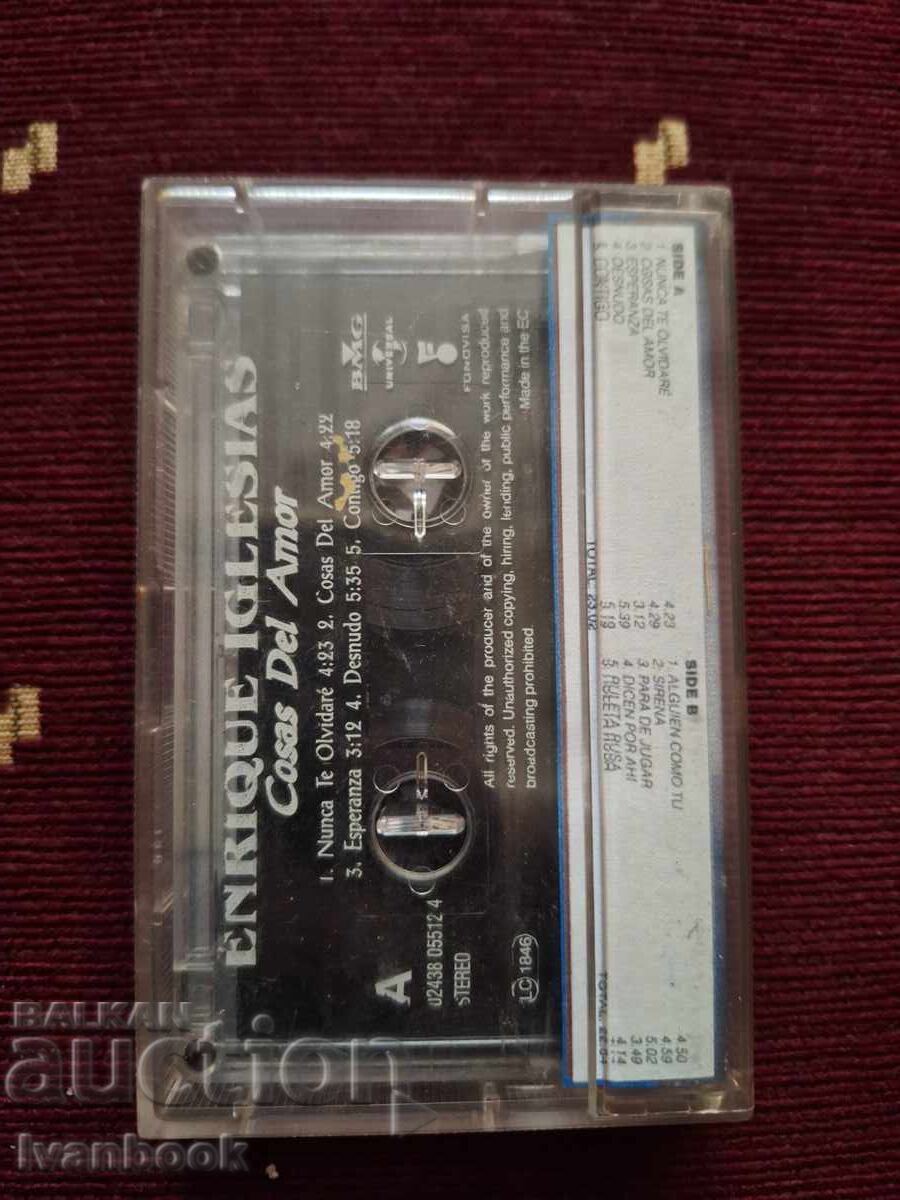 ENRIQUE IGLESIAS
Cosas Del Amor
1. Nunca Te Olvidaré 4:23 2. Cosas Del Amor 4:22
3. Esperanza 3:12 4. Desnudo 5:35 5. Contigo 5:18
BMG
UNIVERSAL
FONOVISA
A
02438 05512 4
STEREO
All rights of the producer and of the owner of the work reproduced
reserved. Unauthorized copying, hiring, lending, public performance and
broadcasting prohibited
Made in the EC
LC 1846
SIDE A
1. NUNCA TE OLVIDARÉ 4.23
2. COSAS DEL AMOR 4.29
3. ESPERANZA 3.12
4. DESNUDO 5.39
5. CONTIGO 5.19
TOTAL 23.02
SIDE B
1. ALGUIEN COMO TU 4.50
2. SIRENA 4.59
3. PARA DE JUGAR 5.02
4. DICEN POR AHÍ 3.49
5. RULETA RUSA 4.14
TOTAL.
BALKAN
auction
Ivanbook